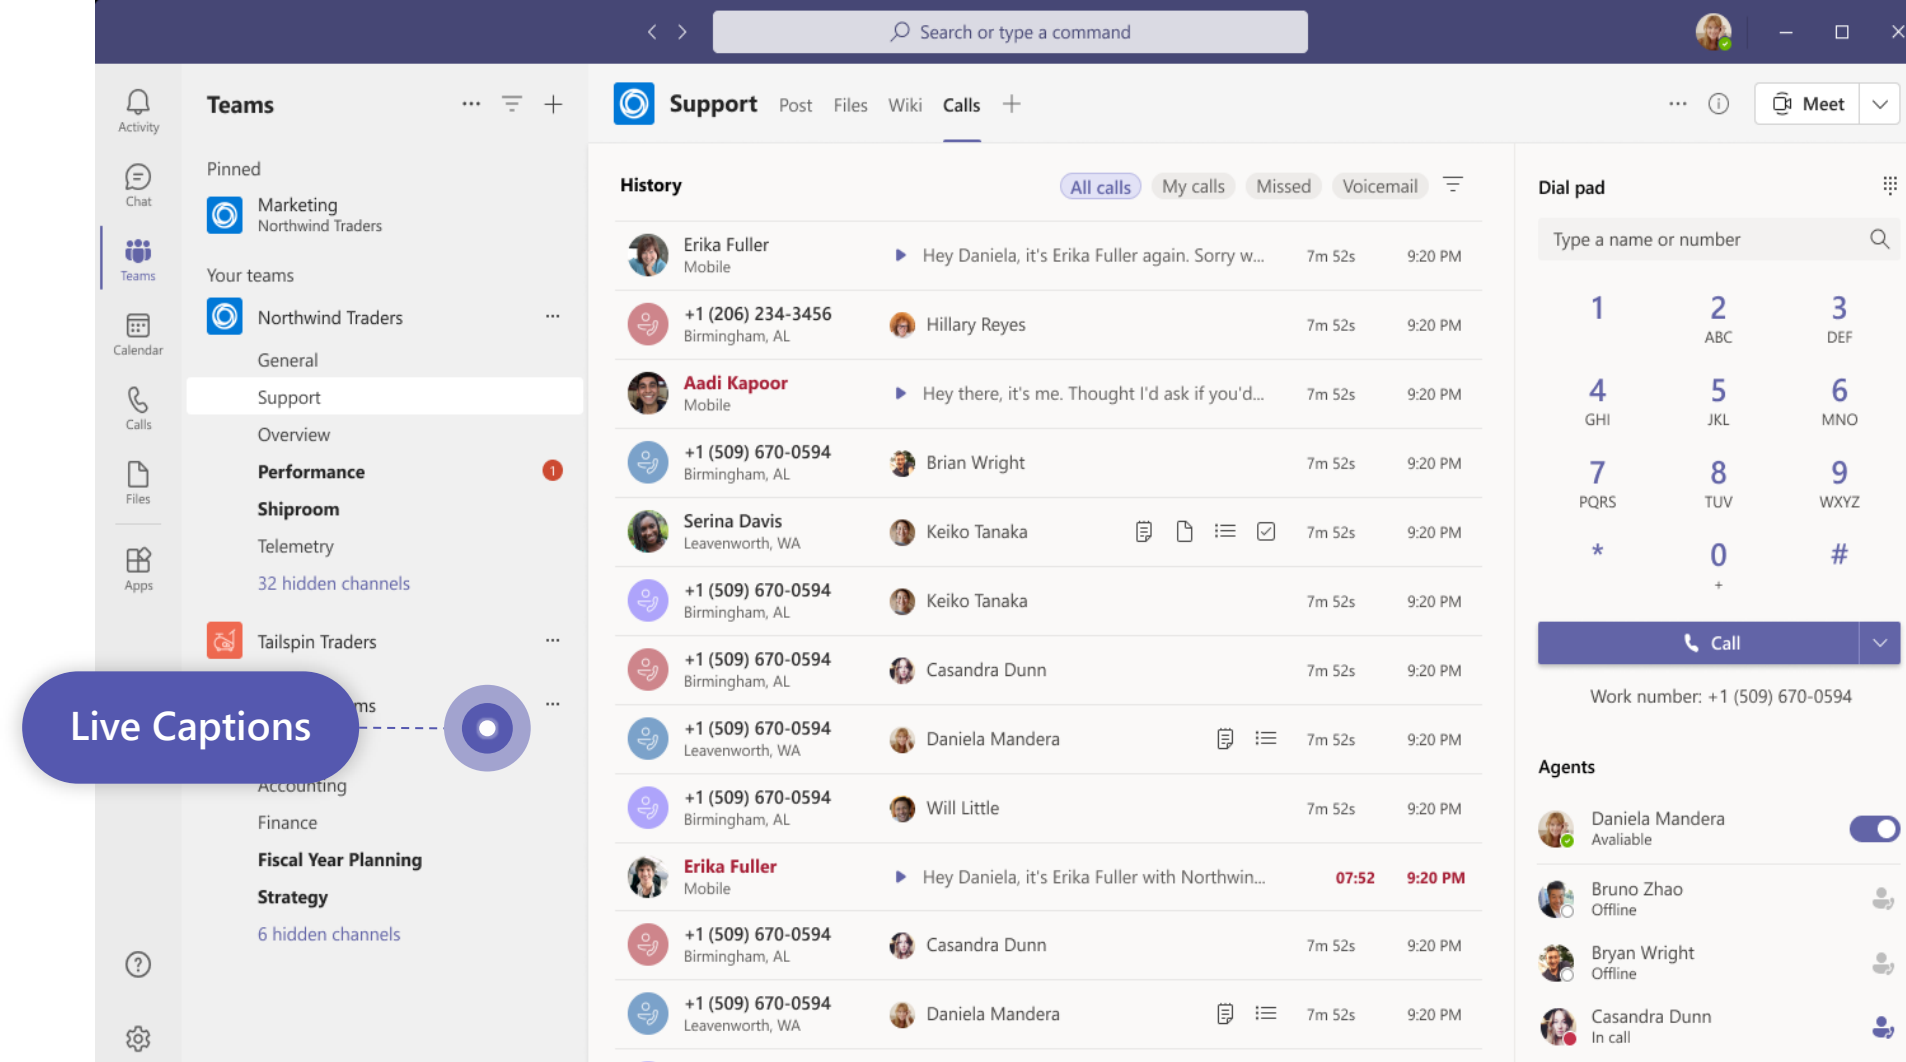 Search or type a command
Activity
Chat
Teams
Calendar
Calls
Files
Apps
Teams
Pinned
Marketing
Northwind Traders
Your teams
Northwind Traders
General
Support
Overview
Performance
1
Shiproom
Telemetry
32 hidden channels
Tailspin Traders
ms
Live Captions
Accounting
Finance
Fiscal Year Planning
Strategy
6 hidden channels
Support Post Files Wiki Calls
Meet
History
All calls My calls Missed Voicemail
Erika Fuller
Mobile
Hey Daniela, it's Erika Fuller again. Sorry w...
7m 52s
9:20 PM
+1 (206) 234-3456
Birmingham, AL
Hillary Reyes
7m 52s
9:20 PM
Aadi Kapoor
Mobile
Hey there, it's me. Thought I'd ask if you'd...
7m 52s
9:20 PM
+1 (509) 670-0594
Birmingham, AL
Brian Wright
7m 52s
9:20 PM
Serina Davis
Leavenworth, WA
Keiko Tanaka
7m 52s
9:20 PM
+1 (509) 670-0594
Birmingham, AL
Keiko Tanaka
7m 52s
9:20 PM
+1 (509) 670-0594
Birmingham, AL
Casandra Dunn
7m 52s
9:20 PM
+1 (509) 670-0594
Leavenworth, WA
Daniela Mandera
7m 52s
9:20 PM
+1 (509) 670-0594
Birmingham, AL
Will Little
7m 52s
9:20 PM
Erika Fuller
Mobile
Hey Daniela, it's Erika Fuller with Northwin...
07:52
9:20 PM
+1 (509) 670-0594
Birmingham, AL
Casandra Dunn
7m 52s
9:20 PM
+1 (509) 670-0594
Leavenworth, WA
Daniela Mandera
7m 52s
9:20 PM
Dial pad
Type a name or number
1 2 3
ABC DEF
4 5 6
GHI JKL MNO
7 8 9
PQRS TUV WXYZ
* 0 #
+
Call
Work number: +1 (509) 670-0594
Agents
Daniela Mandera
Avaliable
Bruno Zhao
Offline
Bryan Wright
Offline
Casandra Dunn
In call